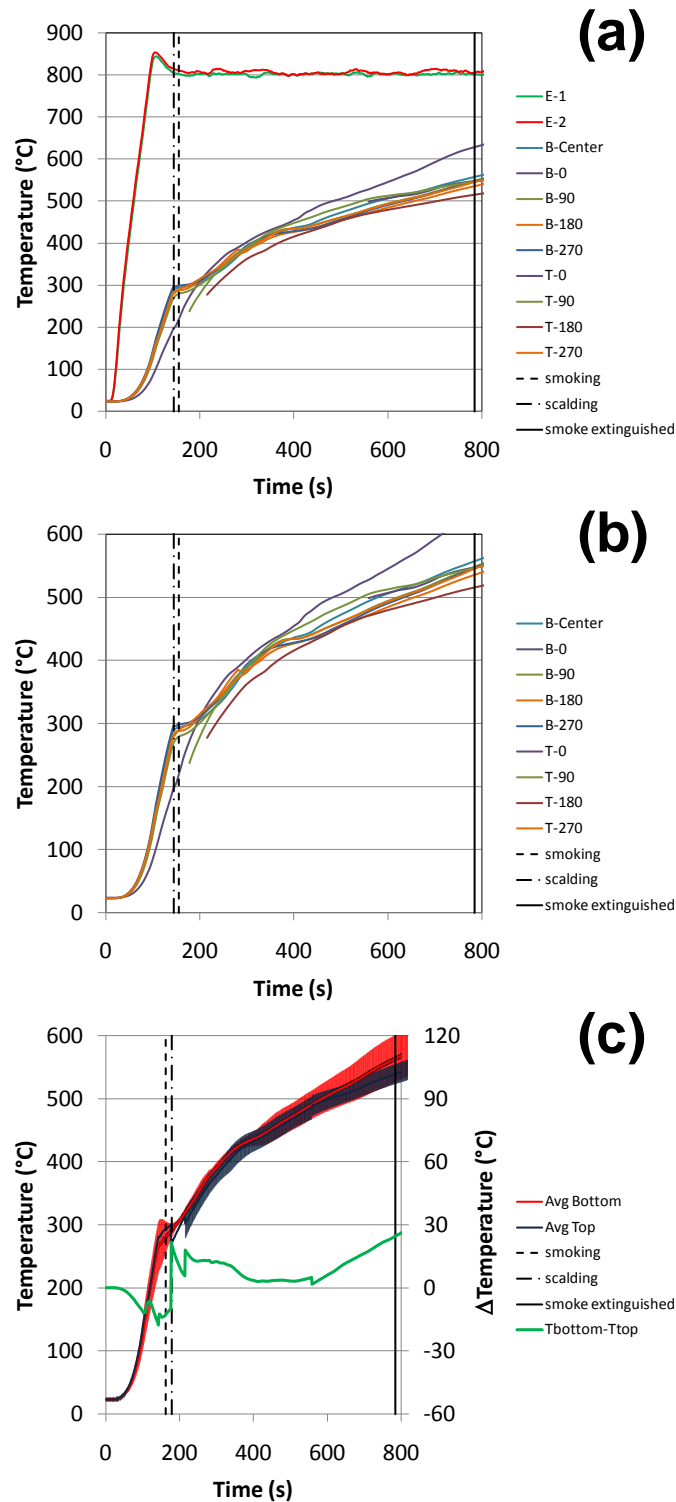 (a)
900
800
700
600
500
400
300
200
100
0
Temperature (°C)
0 200 400 600 800
Time (s)
E-1
E-2
B-Center
B-0
B-90
B-180
B-270
T-0
T-90
T-180
T-270
smoking
scalding
smoke extinguished
(b)
600
500
400
300
200
100
0
Temperature (°C)
0 200 400 600 800
Time (s)
B-Center
B-0
B-90
B-180
B-270
T-0
T-90
T-180
T-270
smoking
scalding
smoke extinguished
(c)
600
500
400
300
200
100
0
Temperature (°C)
120
90
60
30
0
-30
-60
ΔTemperature (°C)
0 200 400 600 800
Time (s)
Avg Bottom
Avg Top
smoking
scalding
smoke extinguished
Tbottom-Ttop